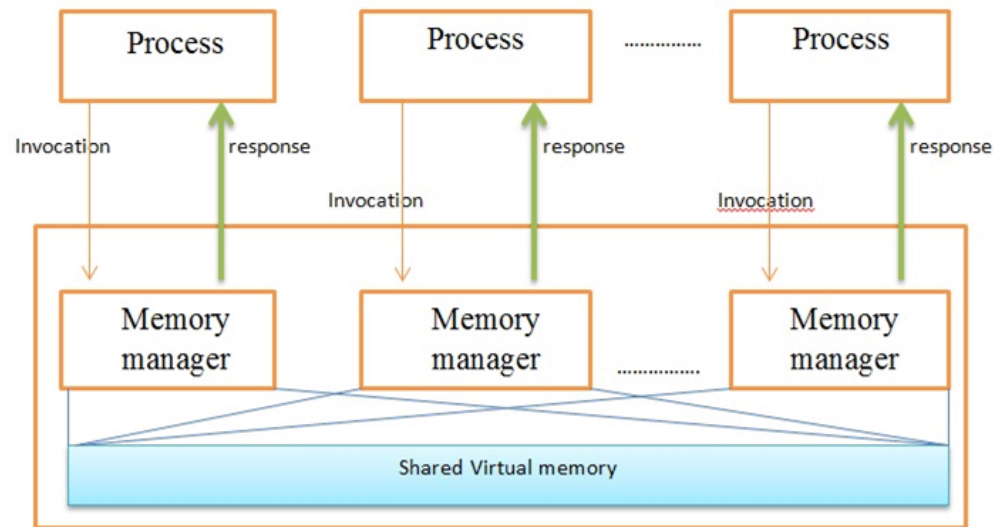 Process
Process
...............
Process
Invocation
response
response
response
Invocation
Invocation
Memory
manager
Memory
manager
................
Memory
manager
Shared Virtual memory